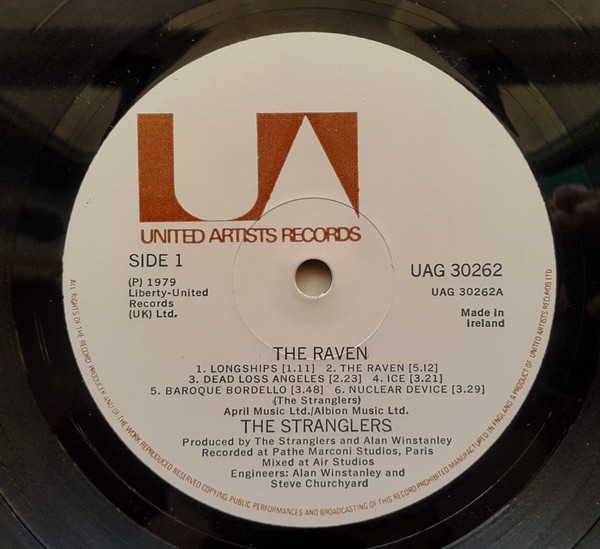 UA
UNITED ARTISTS RECORDS
SIDE 1
(P) 1979
Liberty-United
Records
(UK) Ltd.
UAG 30262
UAG 30262A
Made in
Ireland
THE RAVEN
1. LONGSHIPS [1.11] 2. THE RAVEN [5.12]
3. DEAD LOSS ANGELES [2.23] 4. ICE [3.21]
5. BAROQUE BORDELLO [3.48] 6. NUCLEAR DEVICE [3.29]
(The Stranglers)
April Music Ltd./Albion Music Ltd.
THE STRANGLERS
Produced by The Stranglers and Alan Winstanley
Recorded at Pathe Marconi Studios, Paris
Mixed at Air Studios
Engineers: Alan Winstanley and
Steve Churchyard
ALL RIGHTS OF THE RECORD PRODUCER AND OF THE WORK REPRODUCED RESERVED COPYING, PUBLIC PERFORMANCES AND BROADCASTING OF THIS RECORD PROHIBITED MANUFACTURED IN ENGLAND A PRODUCT OF UNITED ARTISTS RECORDS LTD